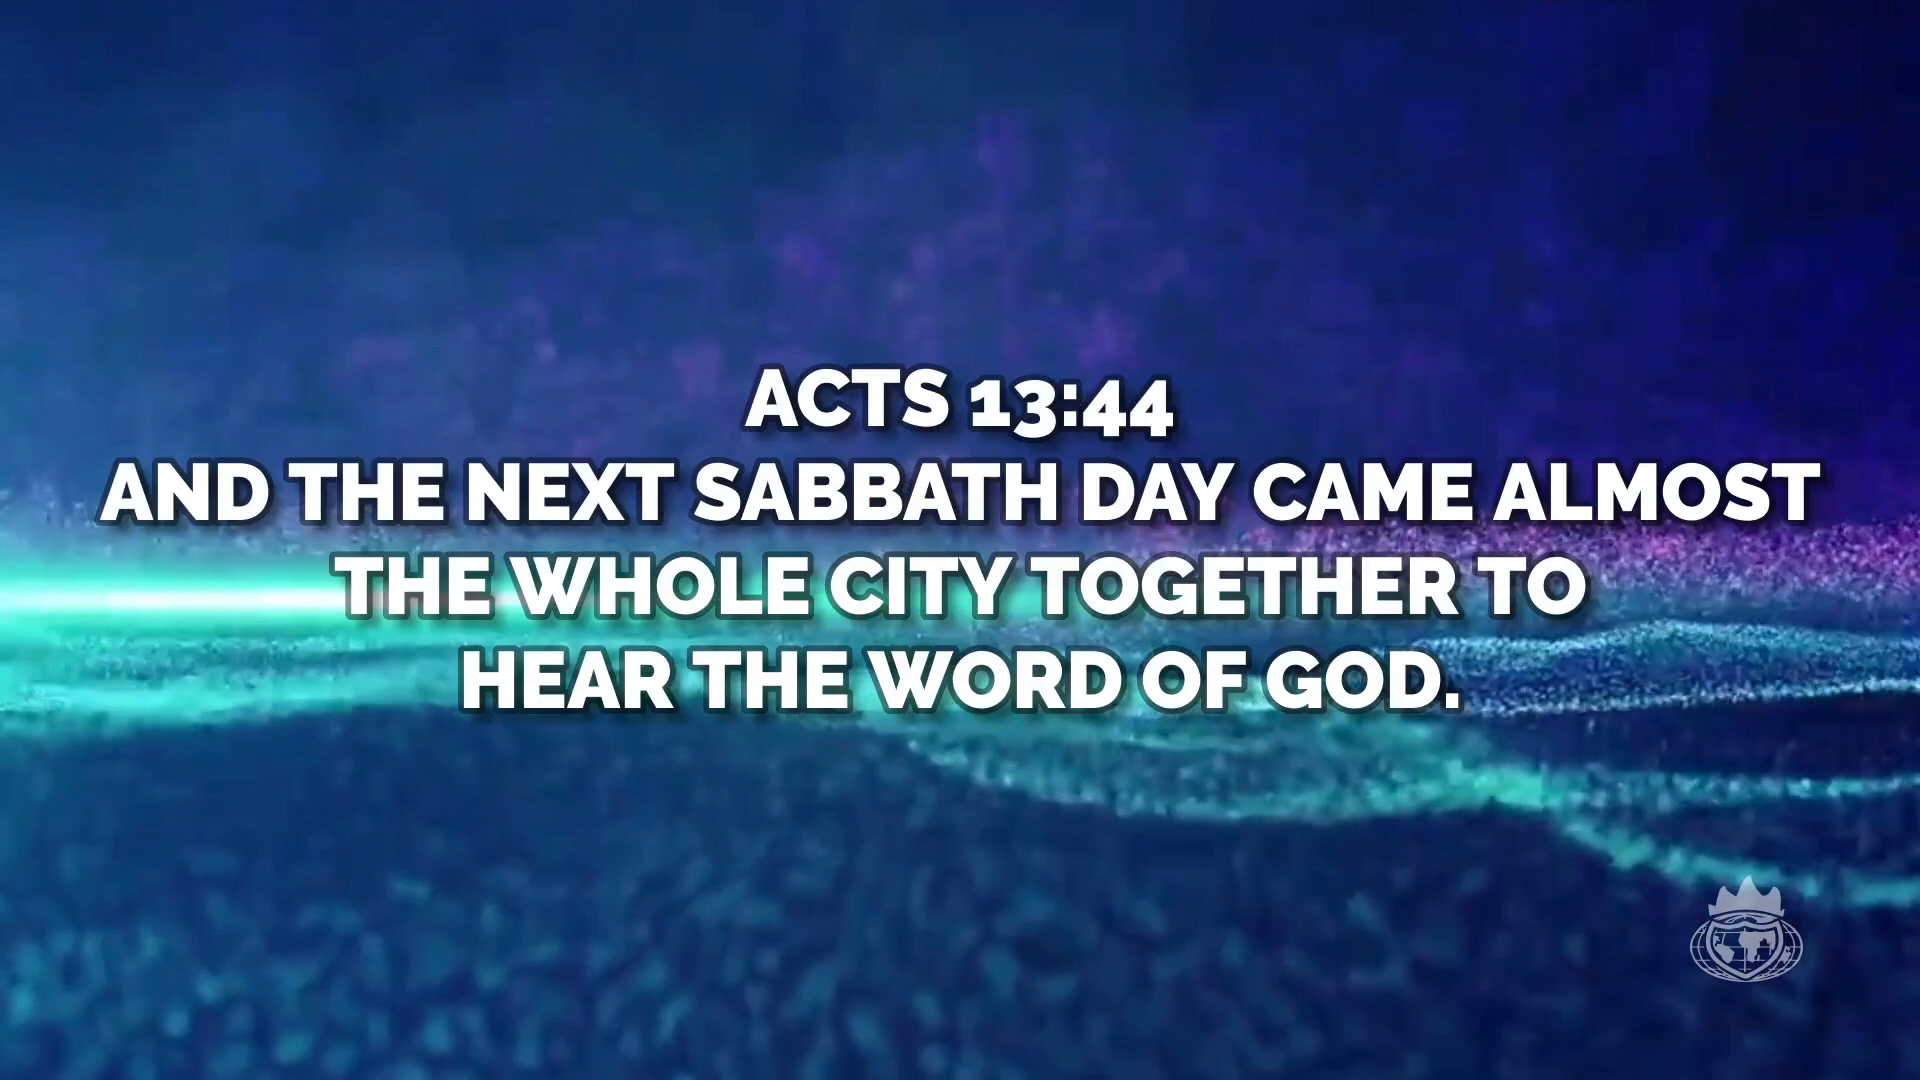 ACTS 13:44
AND THE NEXT SABBATH DAY CAME ALMOST
THE WHOLE CITY TOGETHER TO
HEAR THE WORD OF GOD.